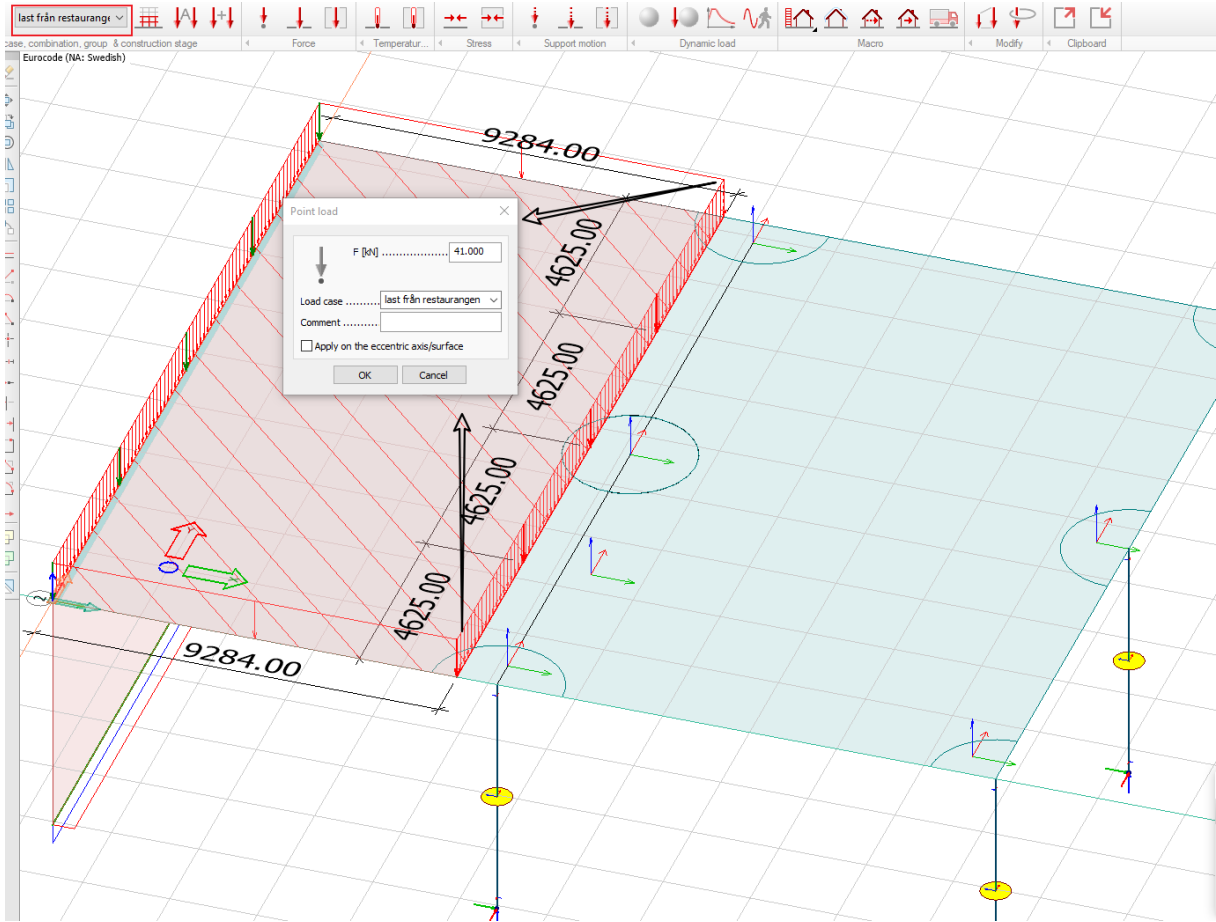 last från restaurange
case, combination, group & construction stage
Force
Temperatur...
Stress
Support motion
Dynamic load
Macro
Modify
Clipboard
Eurocode (NA: Swedish)
9284.00
Point load
F [kN] .................... 41.000
Load case .......... last från restaurangen
Comment ..........
Apply on the eccentric axis/surface
OK
Cancel
4625.00
4625.00
4625.00
4625.00
2
9284.00